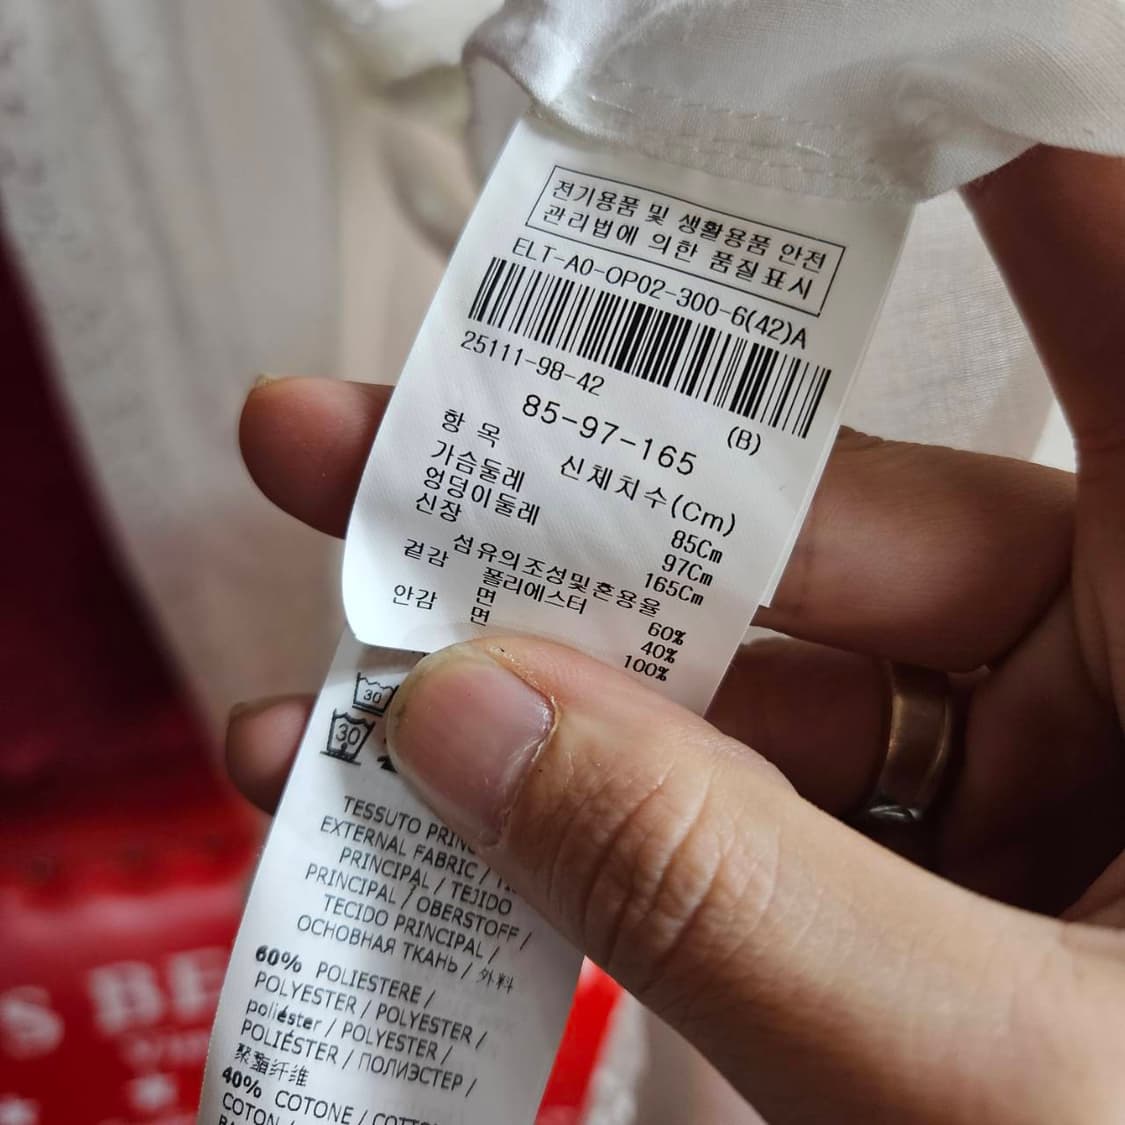 전기용품 및 생활용품 안전
관리법에 의한 품질표시
ELT-A0-OP02-300-6(42)A
25111-98-42
(B)
85-97-165
항 목 신체치수(Cm)
가슴둘레 85Cm
엉덩이둘레 97Cm
신장 165Cm
섬유의조성및혼용율
겉감 폴리에스터 60%
면 40%
안감 면 100%
30
30
TESSUTO
EXTERNAL FABRIC /
PRINCIPAL / TEJIDO
PRINCIPAL / OBERSTOFF /
TECIDO PRINCIPAL /
ОСНОВНАЯ ТКАНЬ / 外料
60% POLIESTERE /
POLYESTER / POLYESTER /
poliéster / POLYESTER /
POLIÉSTER / ПОЛИЭСТЕР /
聚酯纤维
40% COTONE /
COTON /
S BE